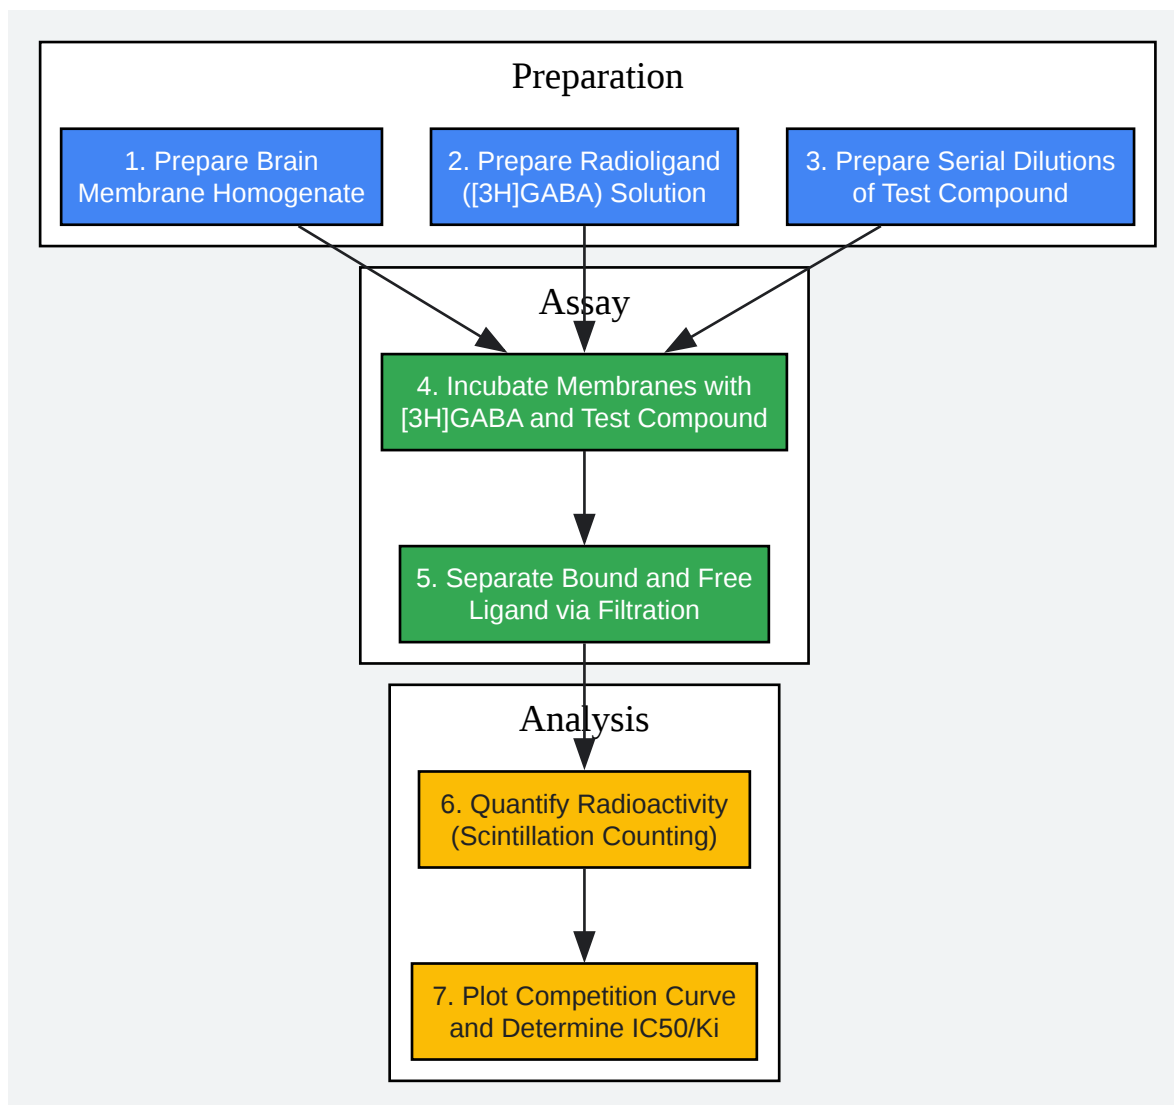 Preparation
1. Prepare Brain
Membrane Homogenate
2. Prepare Radioligand
([3H]GABA) Solution
3. Prepare Serial Dilutions
of Test Compound
Assay
4. Incubate Membranes with
[3H]GABA and Test Compound
5. Separate Bound and Free
Ligand via Filtration
Analysis
6. Quantify Radioactivity
(Scintillation Counting)
7. Plot Competition Curve
and Determine IC50/Ki